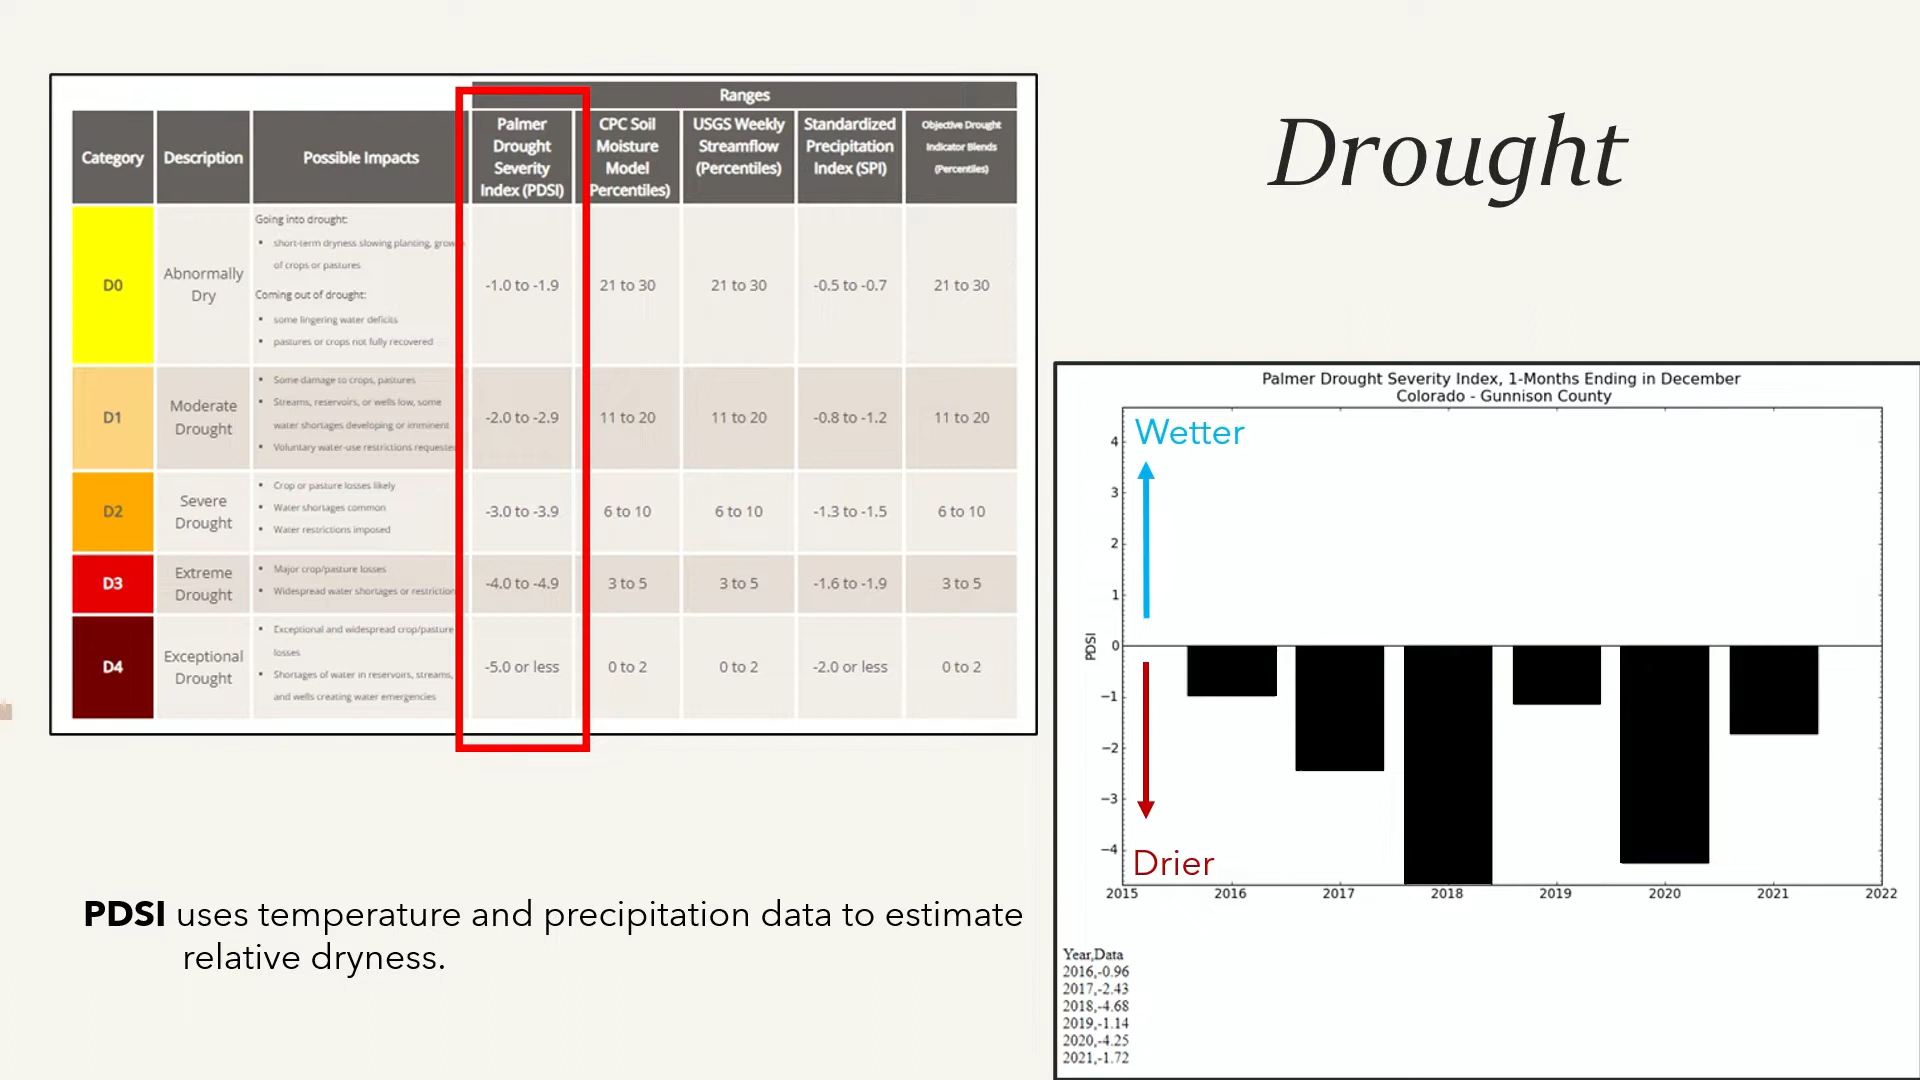 Drought
Ranges
Category
Description
Possible Impacts
Palmer
Drought
Severity
Index (PDSI)
CPC Soil
Moisture
Model
Percentiles)
USGS Weekly
Streamflow
(Percentiles)
Standardized
Precipitation
Index (SPI)
Objective Drought
Indicator Blends
(Percentiles)
D0
Abnormally
Dry
Going into drought:
short-term dryness slowing planting, grow
of crops or pastures
Coming out of drought:
some lingering water deficits
pastures or crops not fully recovered
-1.0 to -1.9
21 to 30
21 to 30
-0.5 to -0.7
21 to 30
D1
Moderate
Drought
Some damage to crops, pastures
Streams, reservoirs, or wells low, some
water shortages developing or imminent
Voluntary water-use restrictions requested
-2.0 to -2.9
11 to 20
11 to 20
-0.8 to -1.2
11 to 20
D2
Severe
Drought
Crop or pasture losses likely
Water shortages common
Water restrictions imposed
-3.0 to -3.9
6 to 10
6 to 10
-1.3 to -1.5
6 to 10
D3
Extreme
Drought
Major crop/pasture losses
Widespread water shortages or restriction
-4.0 to -4.9
3 to 5
3 to 5
-1.6 to -1.9
3 to 5
D4
Exceptional
Drought
Exceptional and widespread crop/pasture
losses
Shortages of water in reservoirs, streams,
and wells creating water emergencies
-5.0 or less
0 to 2
0 to 2
-2.0 or less
0 to 2
PDSI uses temperature and precipitation data to estimate
relative dryness.
Palmer Drought Severity Index, 1-Months Ending in December
Colorado - Gunnison County
Wetter
4
3
2
1
0
−1
−2
−3
−4
PDSI
Drier
2015 2016 2017 2018 2019 2020 2021 2022
Year,Data
2016,-0.96
2017,-2.43
2018,-4.68
2019,-1.14
2020,-4.25
2021,-1.72